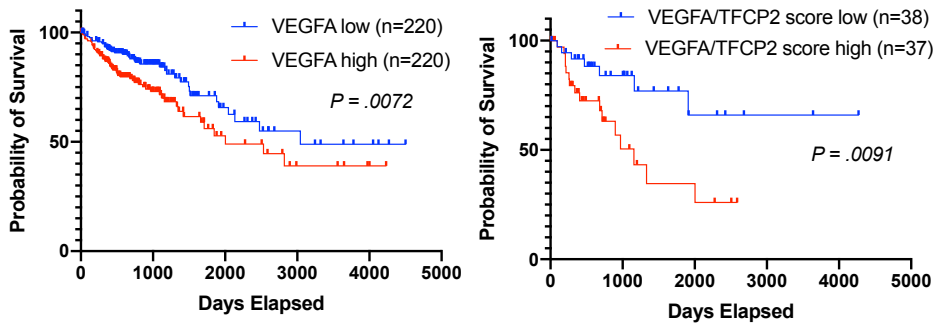 VEGFA low (n=220)
VEGFA high (n=220)
P = .0072
Probability of Survival
100
50
0
0 1000 2000 3000 4000 5000
Days Elapsed
VEGFA/TFCP2 score low (n=38)
VEGFA/TFCP2 score high (n=37)
P = .0091
Probability of Survival
100
50
0
0 1000 2000 3000 4000 5000
Days Elapsed